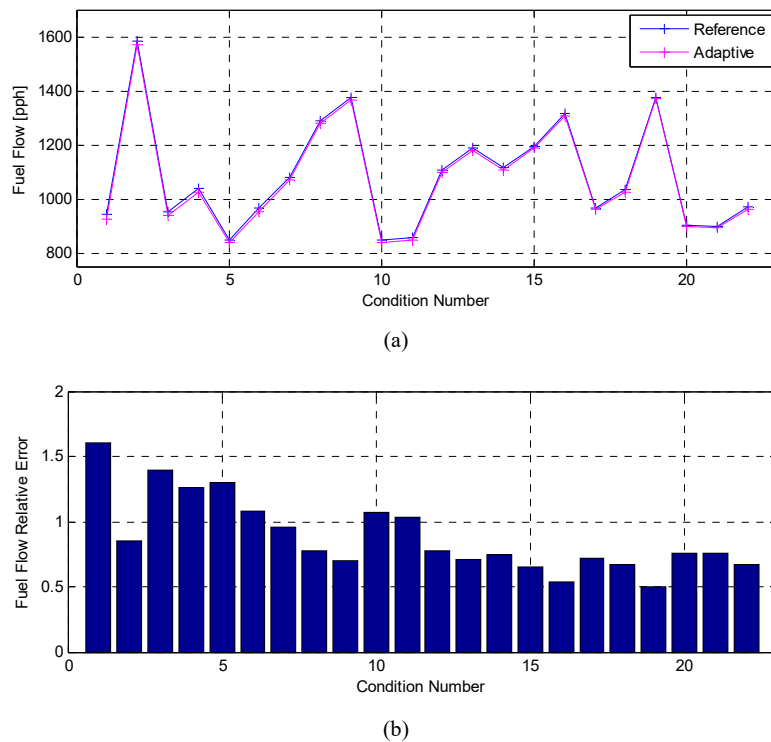 1600
1400
1200
1000
800
Fuel Flow [pph]
Reference
Adaptive
0 5 10 15 20
Condition Number
(a)
2
1.5
1
0.5
0
Fuel Flow Relative Error
0 5 10 15 20
Condition Number
(b)